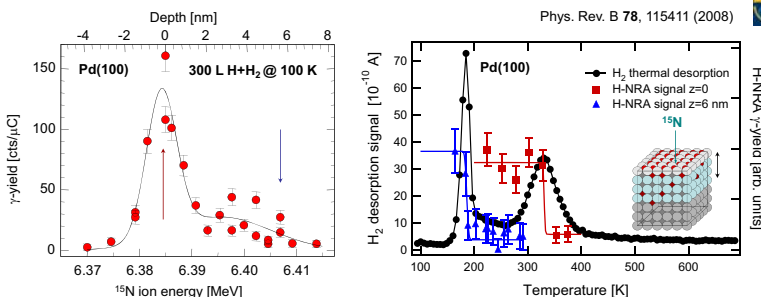 Phys. Rev. B 78, 115411 (2008)
Depth [nm]
-8 -6 -4 -2 0 2 4 6 8
Pd(100)
300 L H+H2 @ 100 K
γ-yield [cts/μC]
150
100
50
0
6.37 6.38 6.39 6.40 6.41
15N ion energy [MeV]
Pd(100)
H2 thermal desorption
H-NRA signal z=0
H-NRA signal z=6 nm
15N
H2 desorption signal [10-10 A]
70
60
50
40
30
20
10
0
100 200 300 400 500 600
Temperature [K]
H-NRA γ-yield (arp. units)